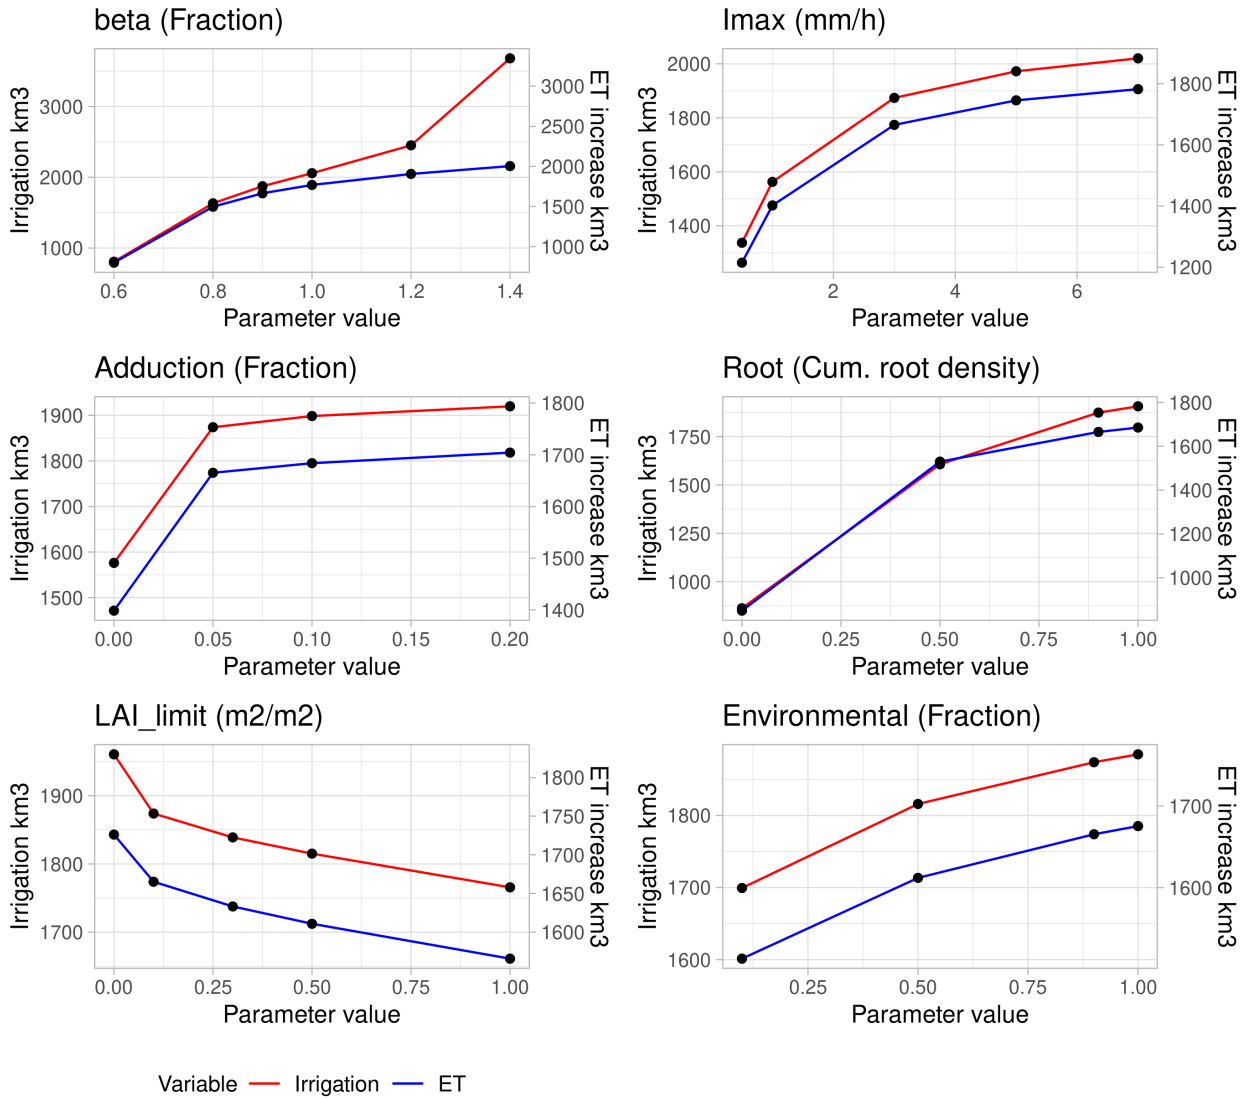 beta (Fraction)
Irrigation km3
3000
2000
1000
3000
2500
2000
1500
1000
ET increase km3
0.6 0.8 1.0 1.2 1.4
Parameter value
Imax (mm/h)
Irrigation km3
2000
1800
1600
1400
1800
1600
1400
1200
ET increase km3
2 4 6
Parameter value
Adduction (Fraction)
Irrigation km3
1900
1800
1700
1600
1500
1800
1700
1600
1500
1400
ET increase km3
0.00 0.05 0.10 0.15 0.20
Parameter value
Root (Cum. root density)
Irrigation km3
1750
1500
1250
1000
1800
1600
1400
1200
1000
ET increase km3
0.00 0.25 0.50 0.75 1.00
Parameter value
LAI_limit (m2/m2)
Irrigation km3
1900
1800
1700
1800
1750
1700
1650
1600
ET increase km3
0.00 0.25 0.50 0.75 1.00
Parameter value
Environmental (Fraction)
Irrigation km3
1800
1700
1600
1700
1600
ET increase km3
0.25 0.50 0.75 1.00
Parameter value
Variable Irrigation ET